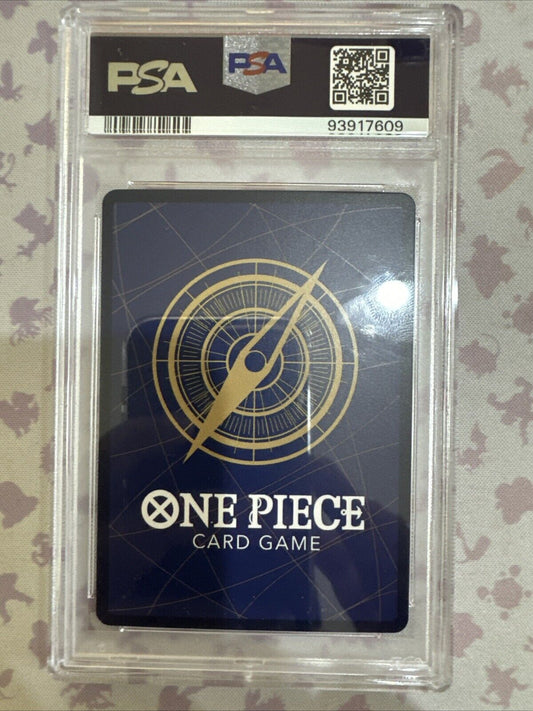 PSA
PSA
93917609
ONE PIECE
CARD GAME